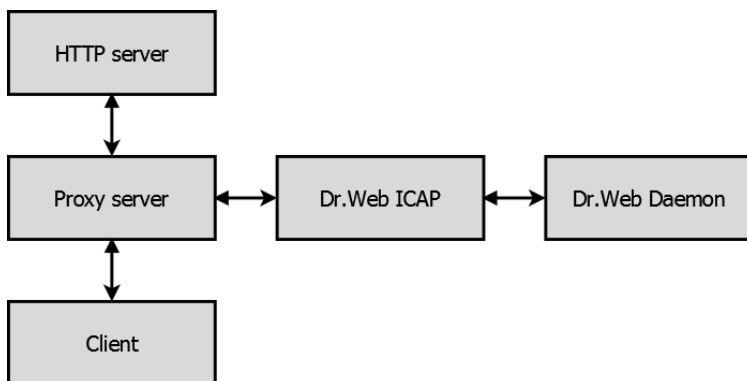 HTTP server
Proxy server
Dr.Web ICAP
Dr.Web Daemon
Client